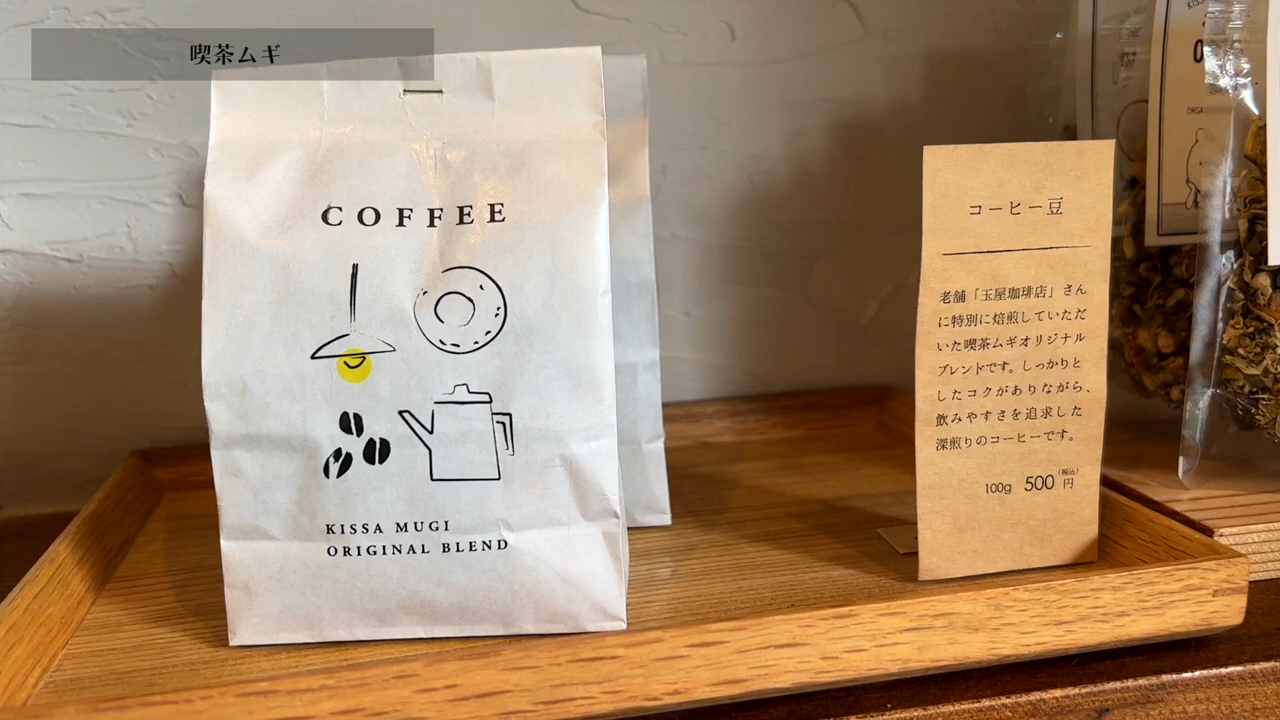 喫茶ムギ
COFFEE
KISSA MUGI
ORIGINAL BLEND
コーヒー豆
老舗「玉屋珈琲店」さん
に特別に焙煎していただ
いた喫茶ムギオリジナル
ブレンドです。しっかりと
したコクがありながら、
飲みやすさを追求した
深煎りのコーヒーです。
100g 500円(税込)